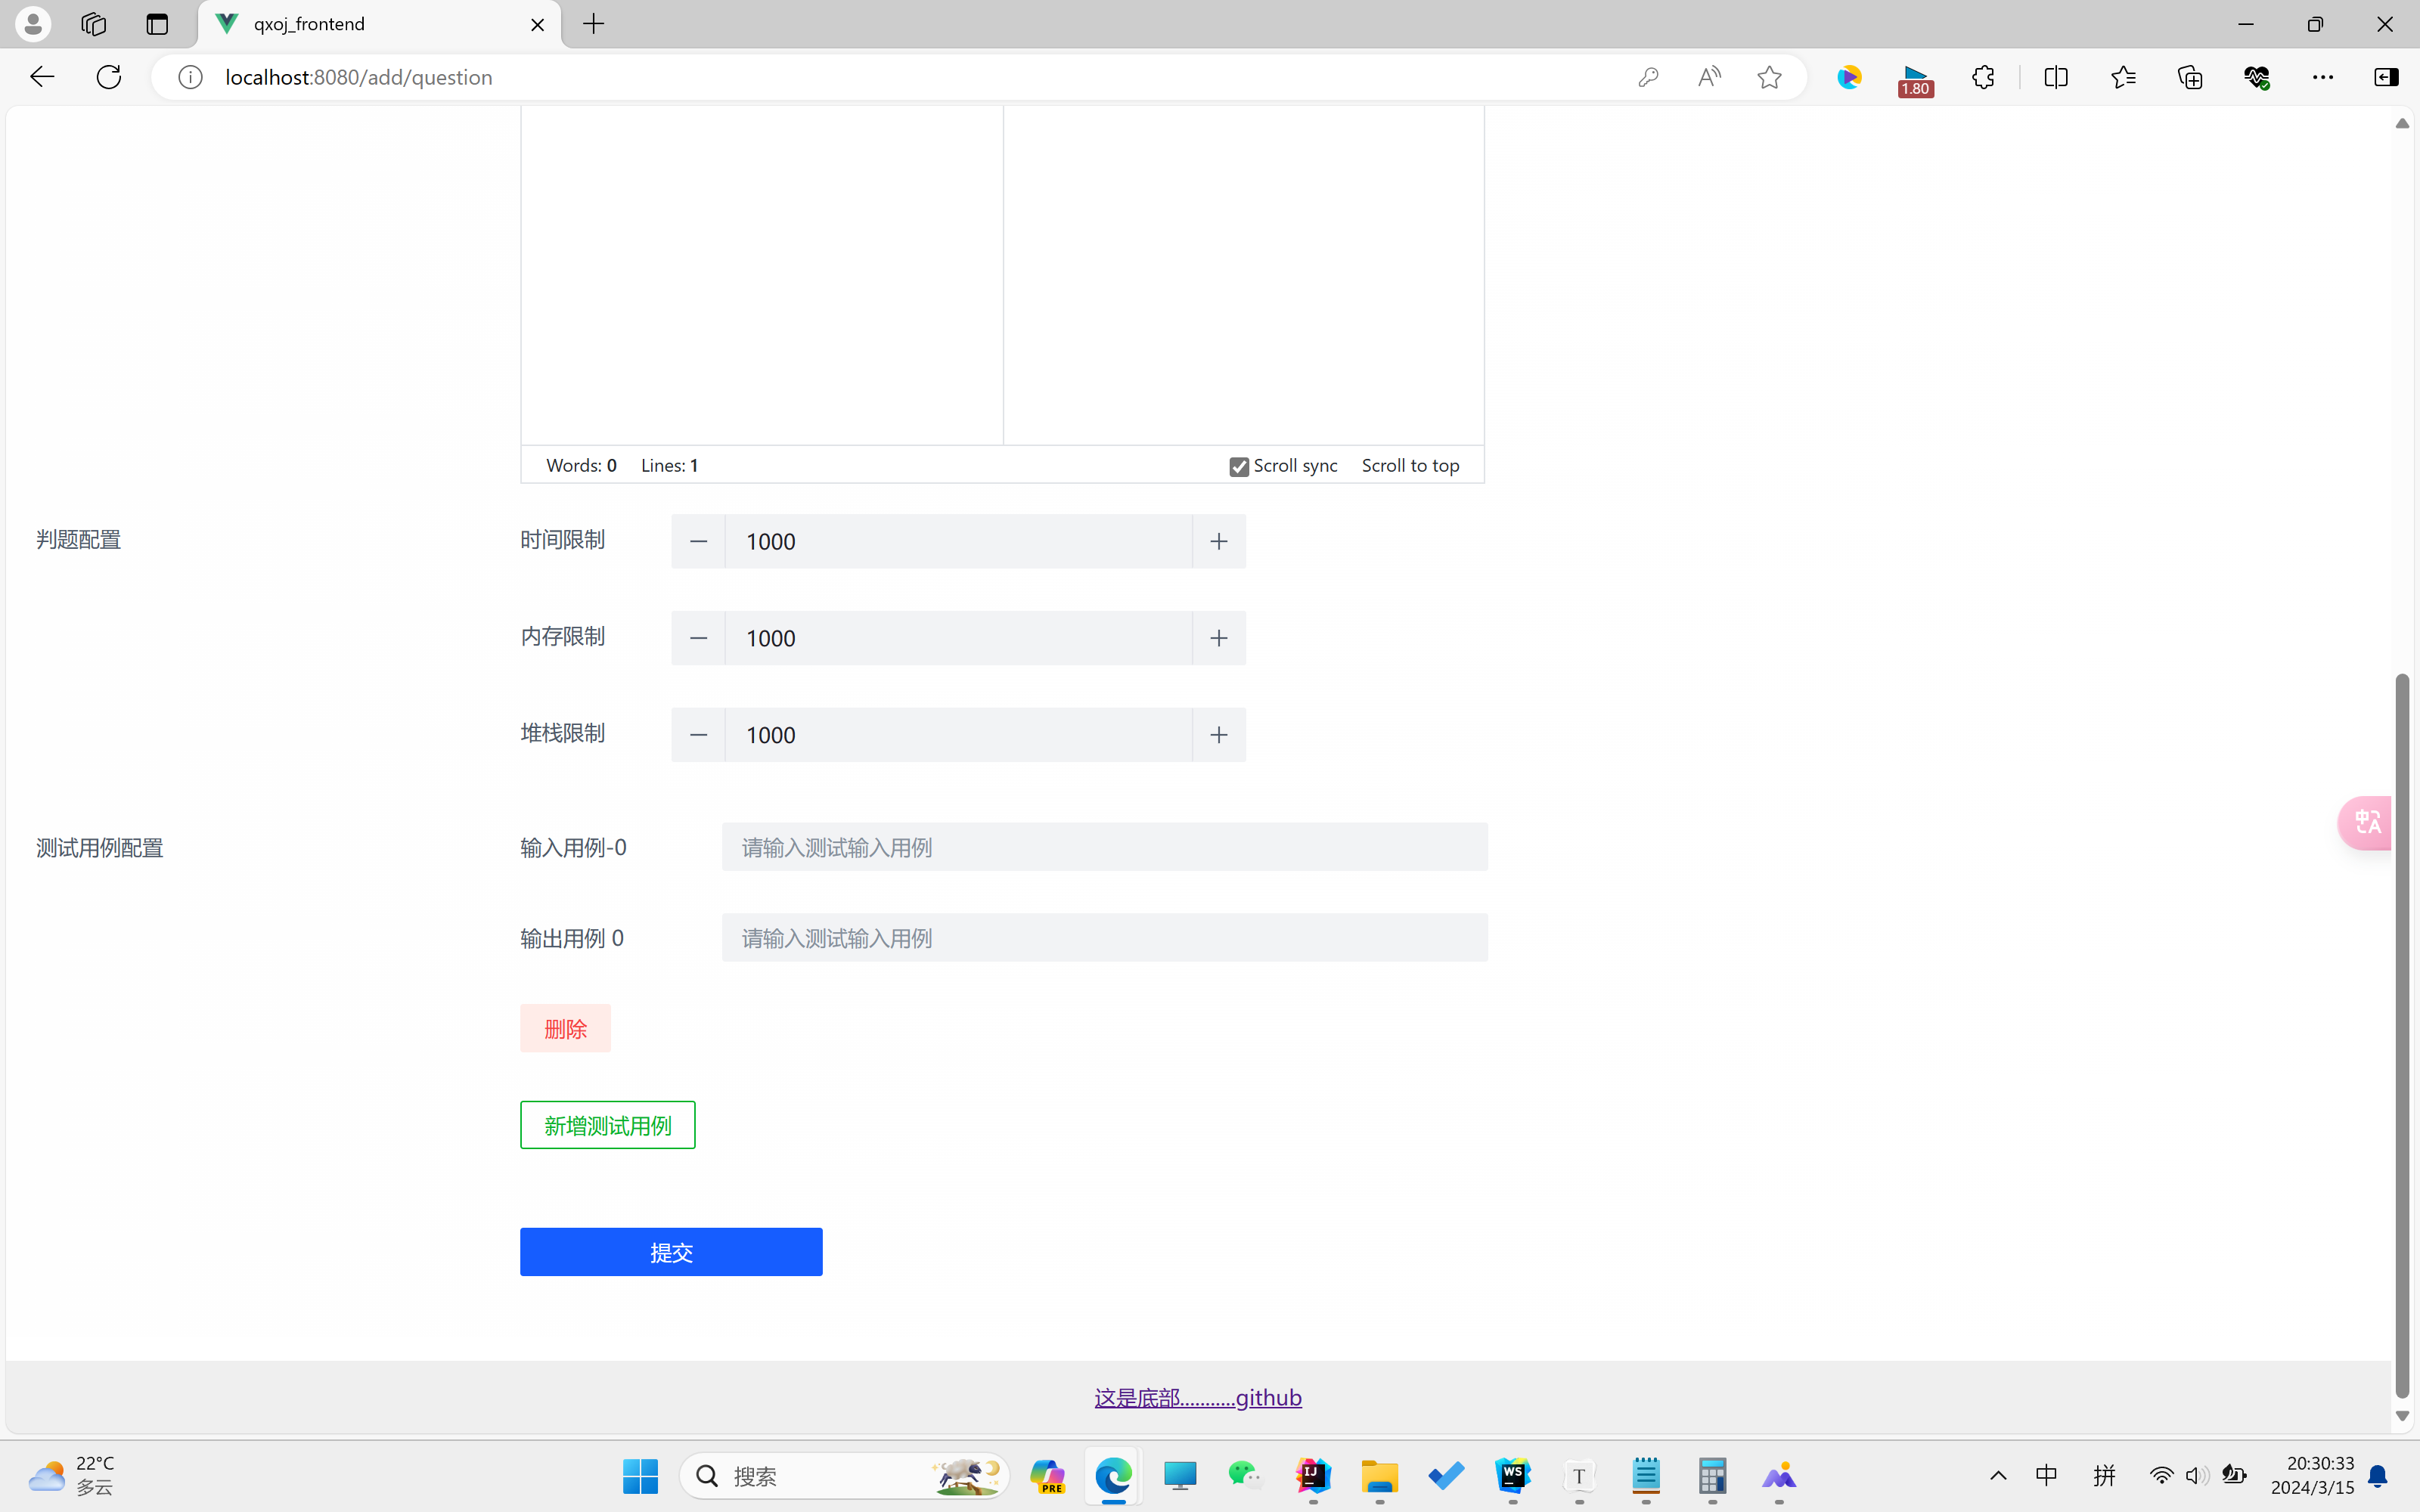 qxoj_frontend
localhost:8080/add/question
1.80
Words: 0 Lines: 1 Scroll sync Scroll to top
判题配置 时间限制 1000
内存限制 1000
堆栈限制 1000
测试用例配置 输入用例-0 请输入测试输入用例
输出用例 0 请输入测试输入用例
删除
新增测试用例
提交
这是底部...........github
22°C
多云
搜索
PRE
IJ
WS
T
中
拼
20:30:33
2024/3/15